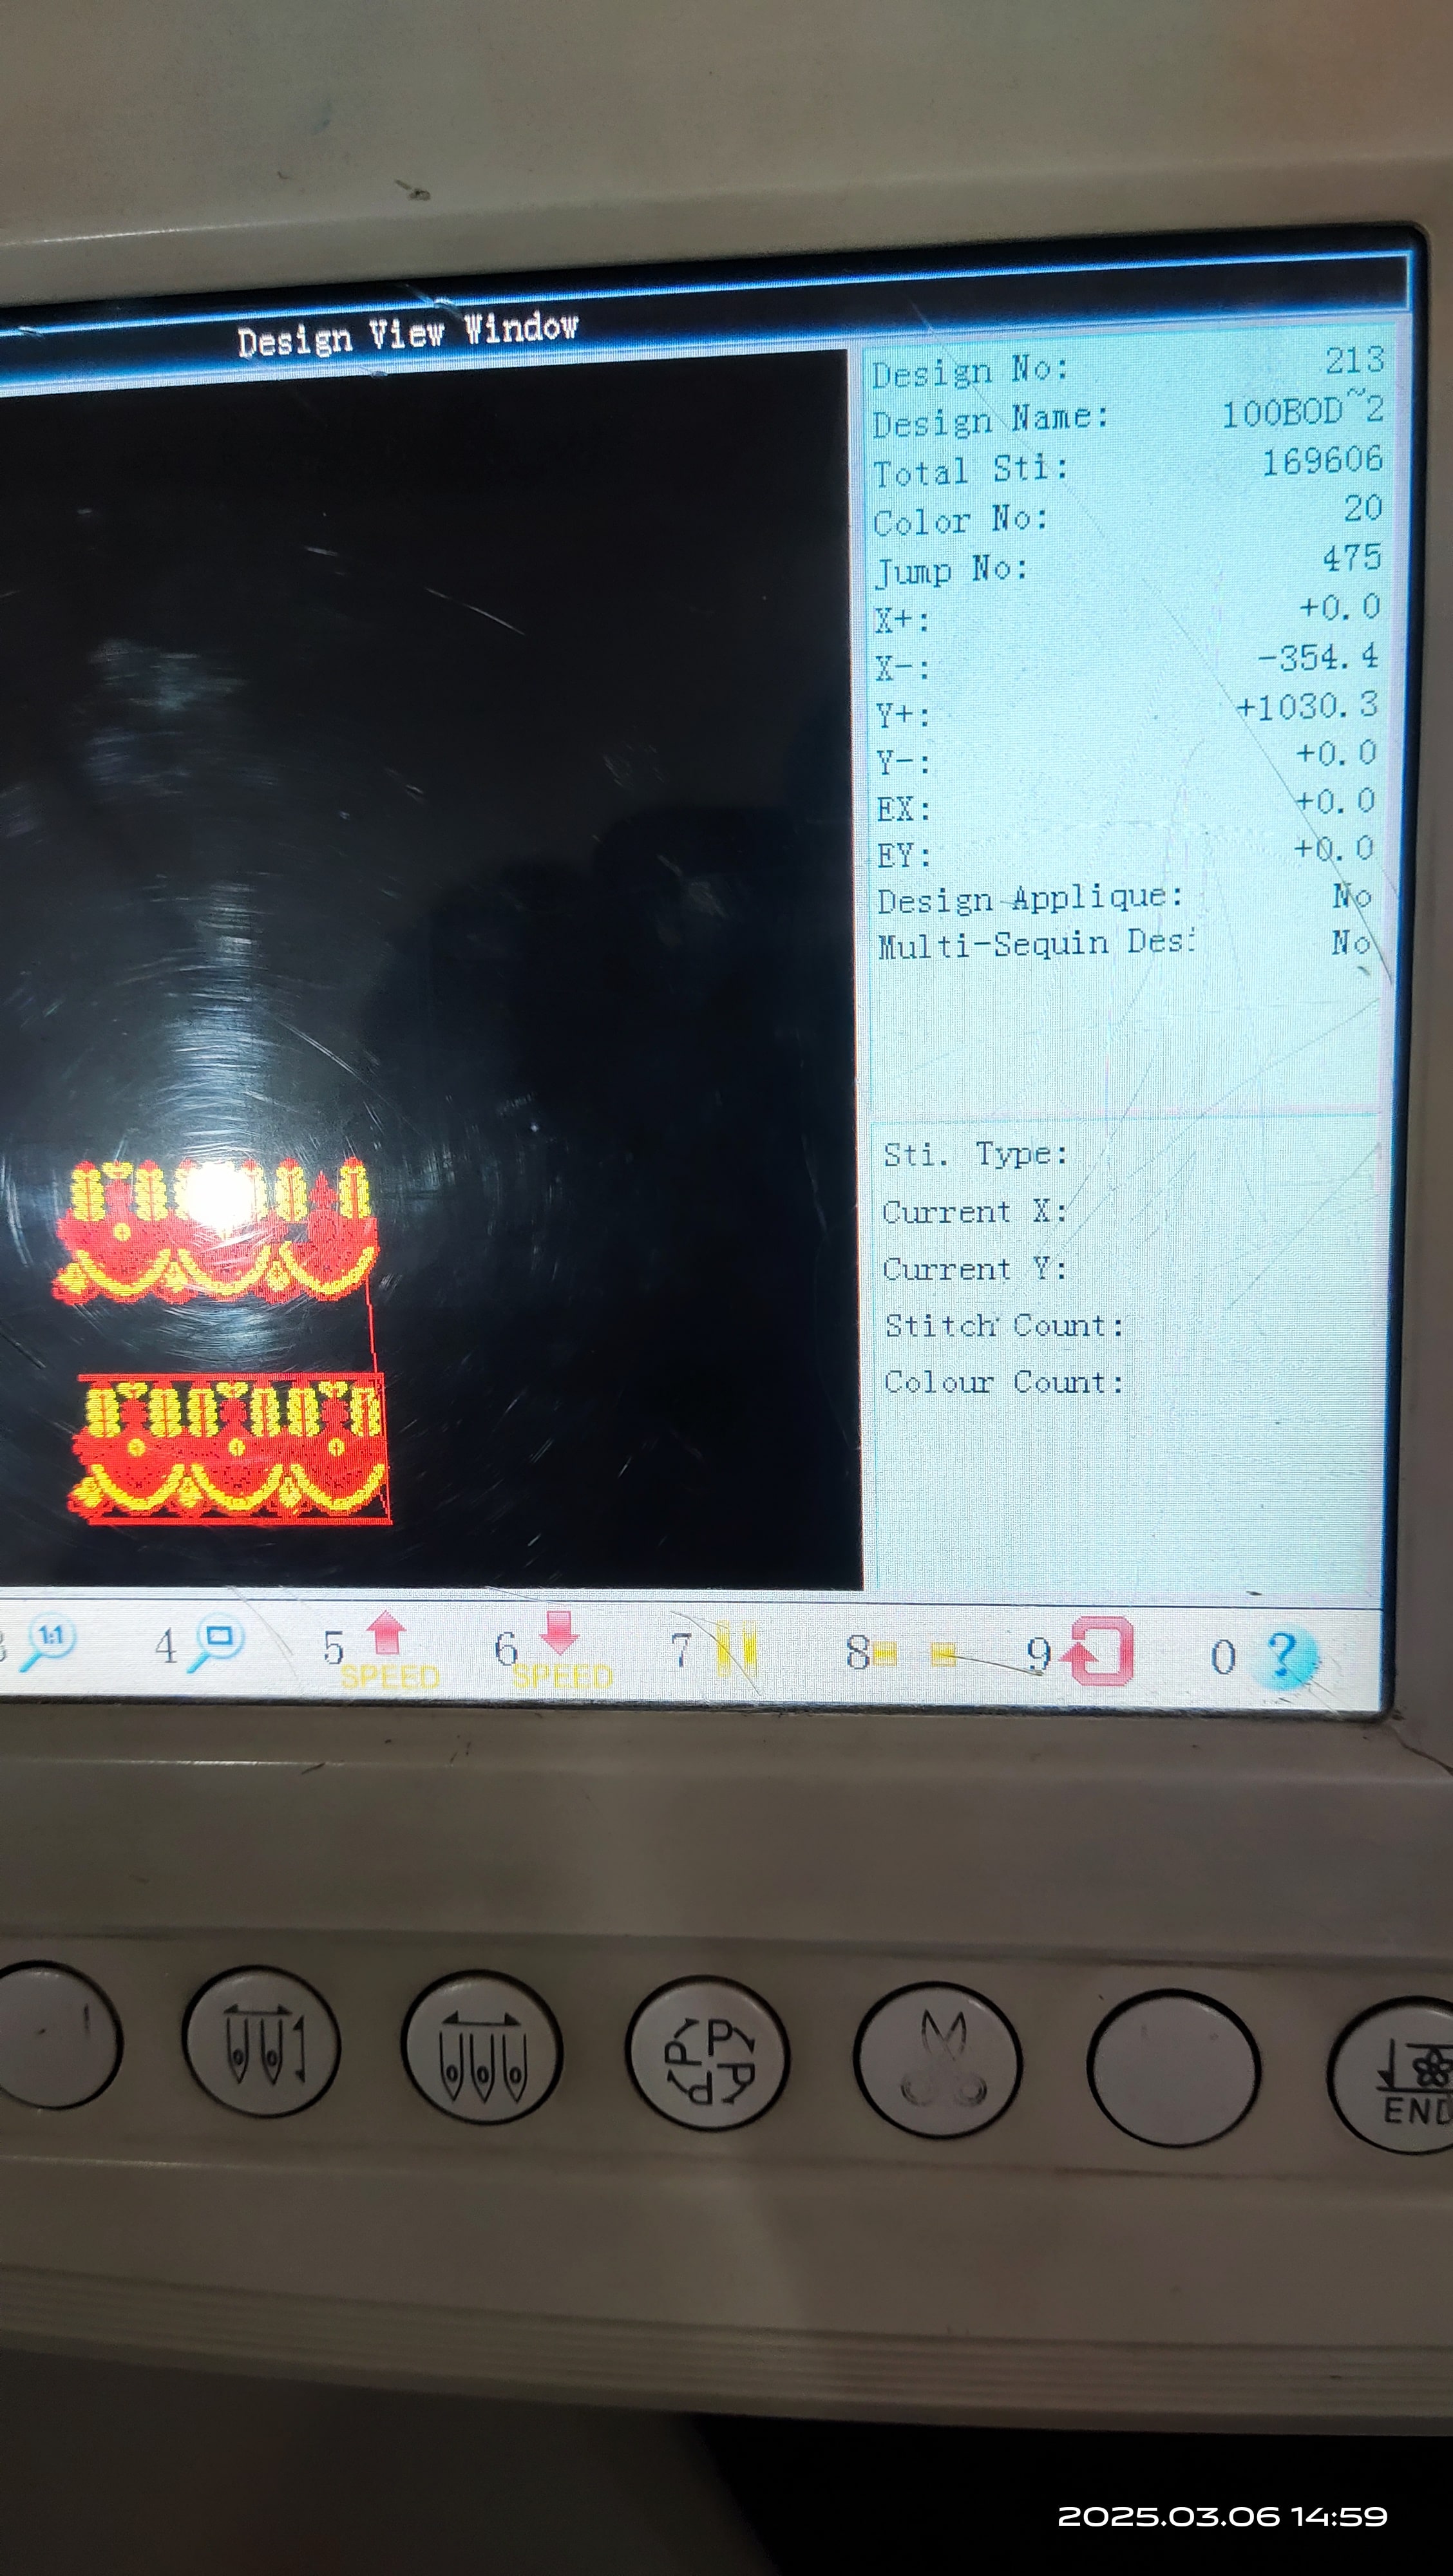 Design View Window
Design No: 213
Design Name: 100BOD~2
Total Sti: 169606
Color No: 20
Jump No: 475
X+: +0.0
X-: -354.4
Y+: +1030.3
Y-: +0.0
EX: +0.0
EY: +0.0
Design Applique: No
Multi-Sequin Des: No
Sti. Type:
Current X:
Current Y:
Stitch Count:
Colour Count:
1:1 4 5 SPEED 6 SPEED 7 8 9 0 ?
P P P P
END
2025.03.06 14:59